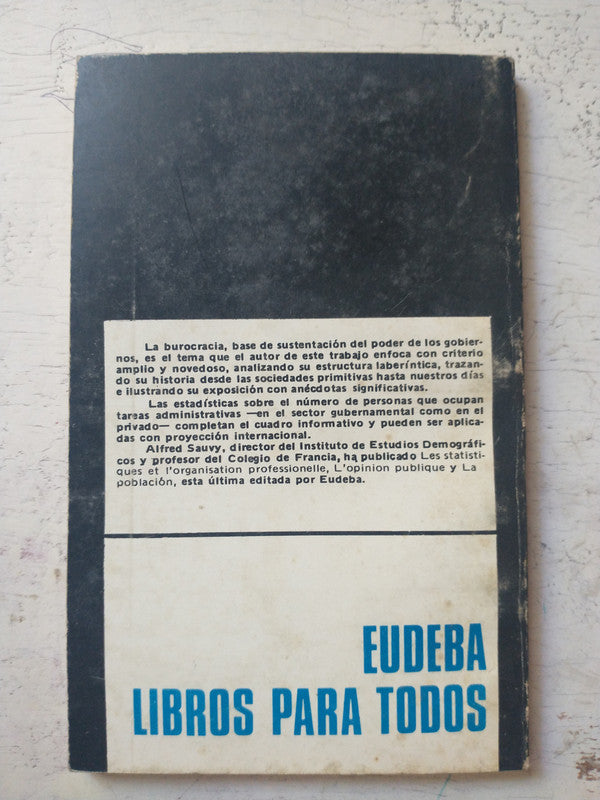 La burocracia, base de sustentación del poder de los gobier-
nos, es el tema que el autor de este trabajo enfoca con criterio
amplio y novedoso, analizando su estructura laberíntica, trazan-
do su historia desde las sociedades primitivas hasta nuestros días
e ilustrando su exposición con anécdotas significativas.
Las estadísticas sobre el número de personas que ocupan
tareas administrativas —en el sector gubernamental como en el
privado— completan el cuadro informativo y pueden ser aplica-
das con proyección internacional.
Alfred Sauvy, director del Instituto de Estudios Demográfi-
cos y profesor del Colegio de Francia, ha publicado Les statisti-
ques et l'organisation professionelle, L'opinion publique y La
población, esta última editada por Eudeba.
EUDEBA
LIBROS PARA TODOS